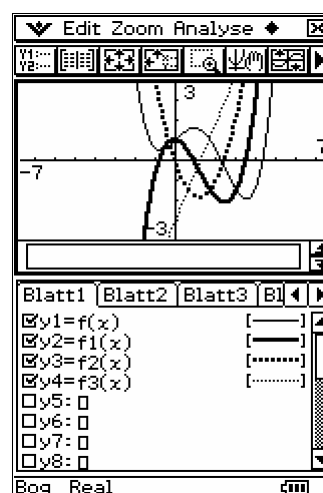 Edit Zoom Analyse
3
-7
7
-3
Blatt1 Blatt2 Blatt3 Bl
y1=f(x) [—]
y2=f1(x) [—]
y3=f2(x) [┅]
y4=f3(x) [┈]
y5:▯
y6:▯
y7:▯
y8:▯
Bog Real